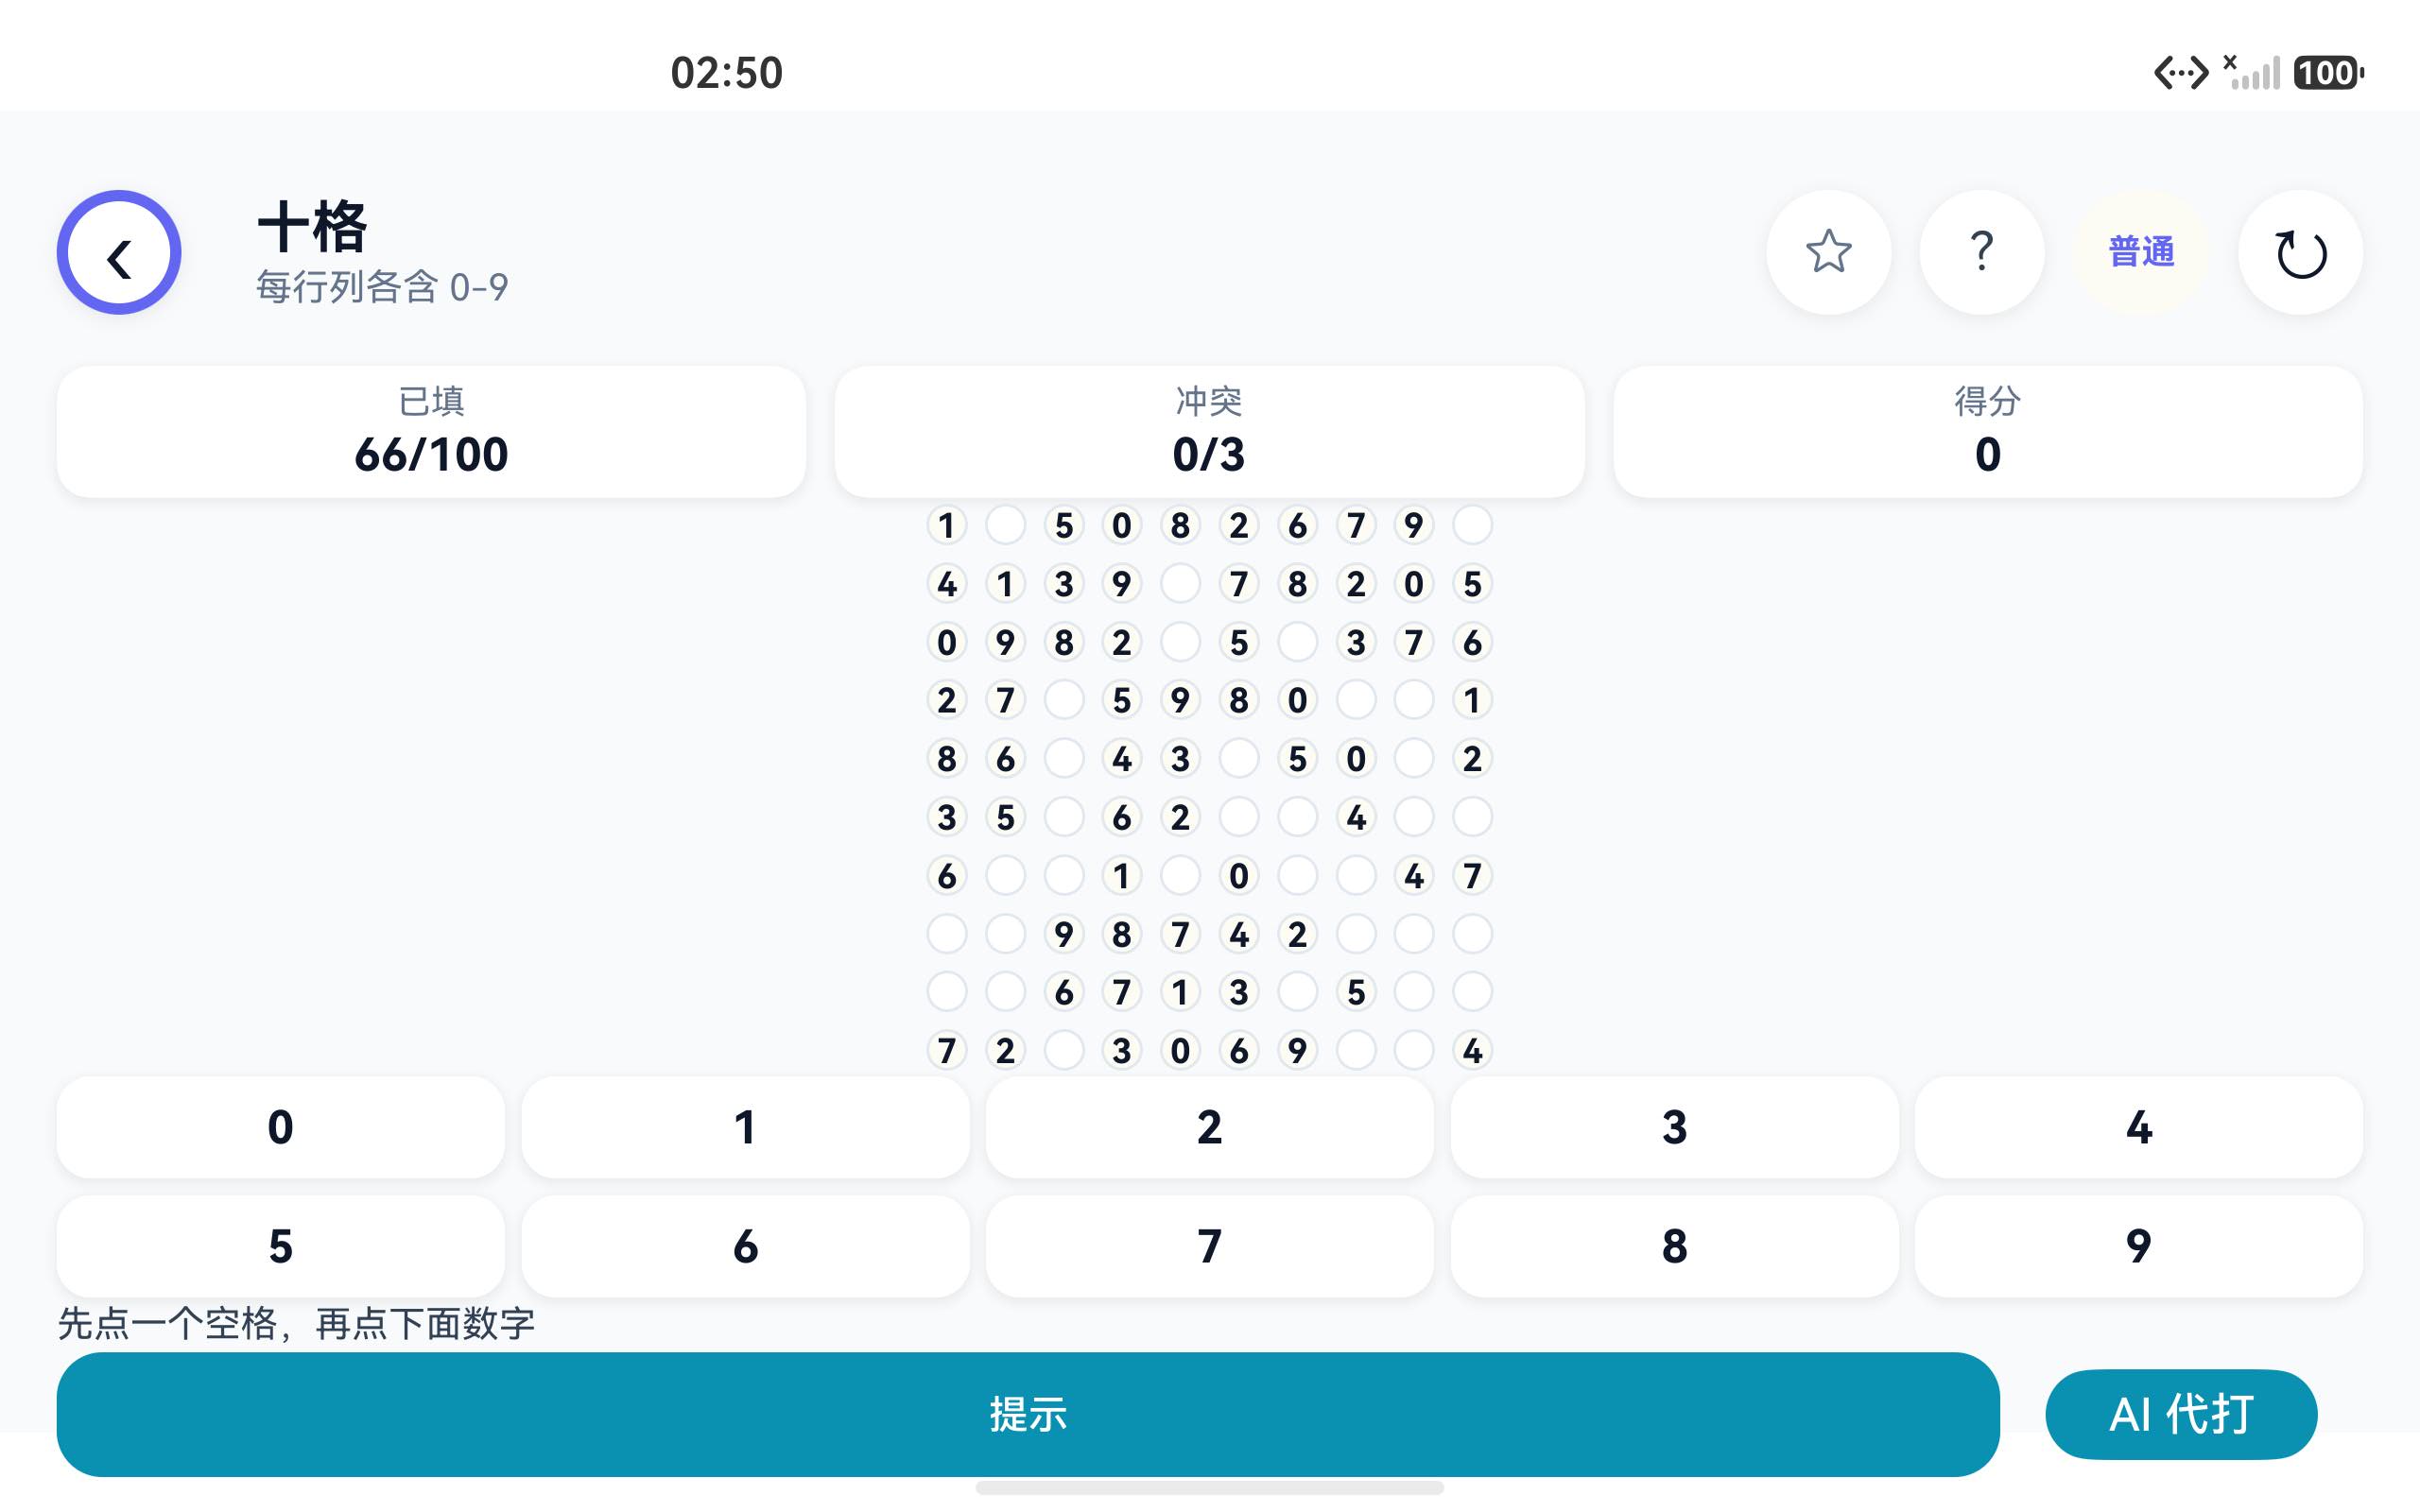 02:50
100
十格
每行列各含 0-9
?
普通
已填
66/100
冲突
0/3
得分
0
1 5 0 8 2 6 7 9
4 1 3 9 7 8 2 0 5
0 9 8 2 5 3 7 6
2 7 5 9 8 0 1
8 6 4 3 5 0 2
3 5 6 2 4
6 1 0 4 7
9 8 7 4 2
6 7 1 3 5
7 2 3 0 6 9 4
0 1 2 3 4
5 6 7 8 9
先点一个空格，再点下面数字
提示
AI 代打